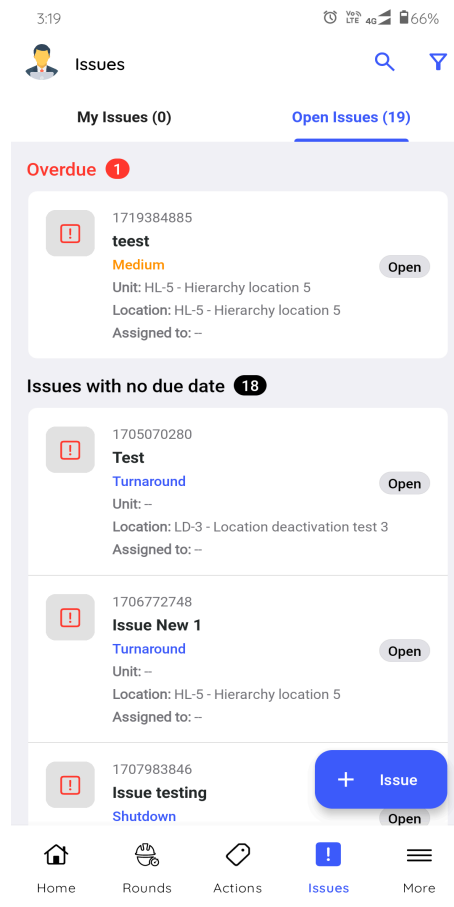 3:19
Vo)) LTE 4G 66%
Issues
My Issues (0) Open Issues (19)
Overdue 1
1719384885
teest
Medium
Open
Unit: HL-5 - Hierarchy location 5
Location: HL-5 - Hierarchy location 5
Assigned to: --
Issues with no due date 18
1705070280
Test
Turnaround
Open
Unit: --
Location: LD-3 - Location deactivation test 3
Assigned to: --
1706772748
Issue New 1
Turnaround
Open
Unit: --
Location: HL-5 - Hierarchy location 5
Assigned to: --
1707983846
+ Issue
Issue testing
Shutdown
Open
Home Rounds Actions Issues More